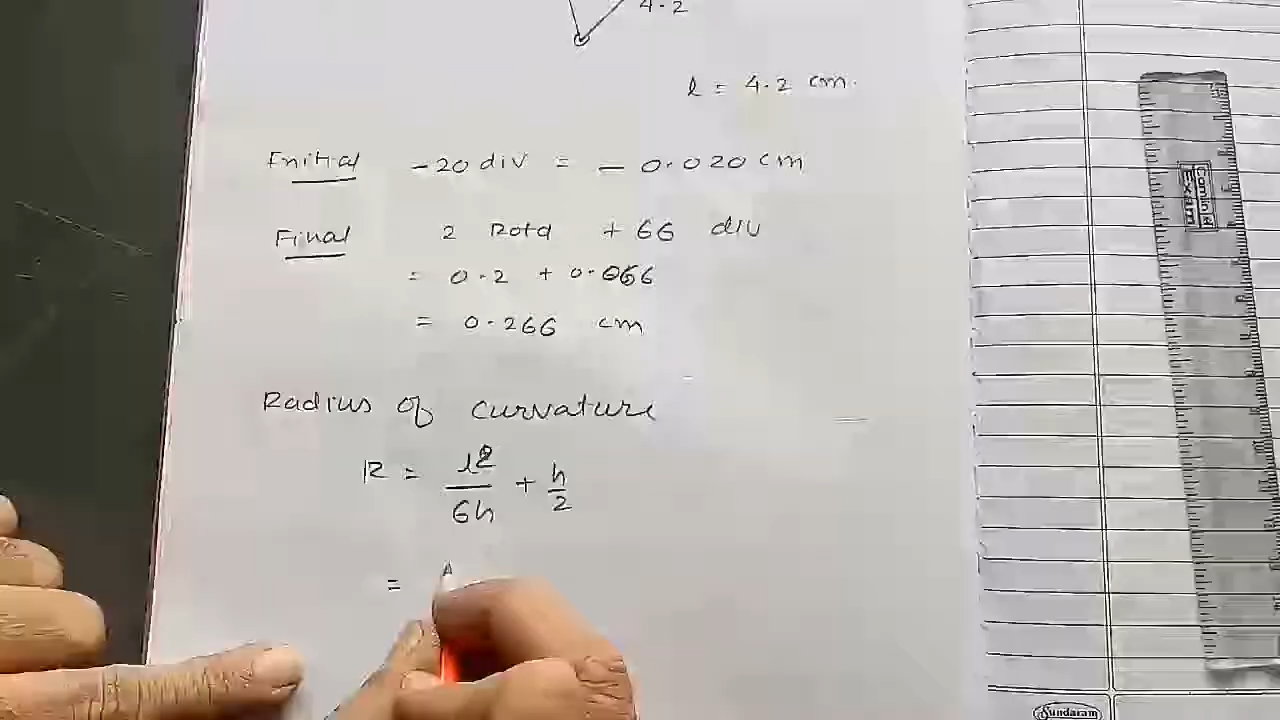 4.2
l = 4.2 cm.
Initial -20 div = - 0.020 cm
Final 2 Rota + 66 div
= 0.2 + 0.066
= 0.266 cm
Radius of curvature
R = l²/6h + h/2
=
Camlin
Exam
Sundaram